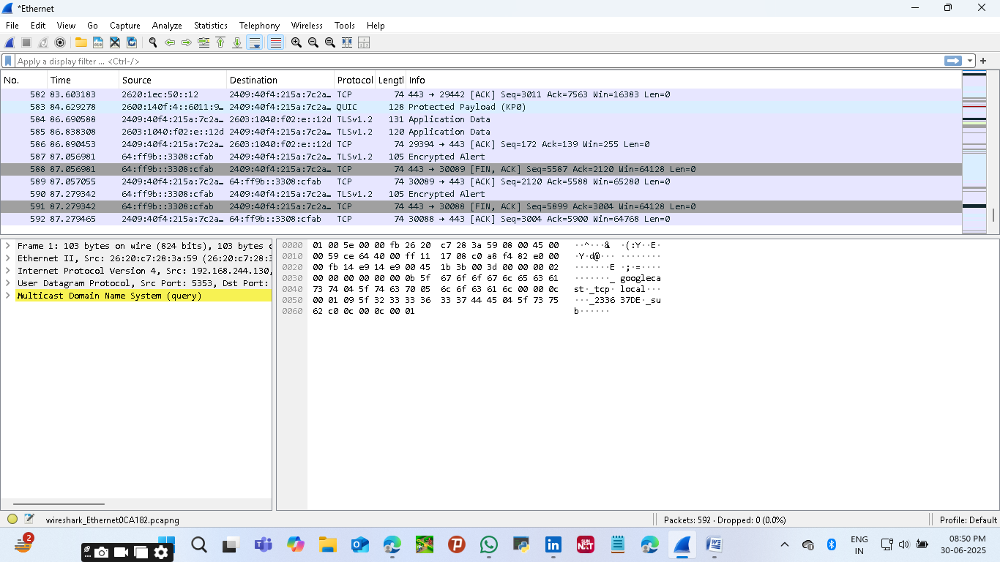 *Ethernet
File Edit View Go Capture Analyze Statistics Telephony Wireless Tools Help
Apply a display filter ... <Ctrl-/>
No. Time Source Destination Protocol Lengtl Info
582 83.603183 2620:1ec:50::12 2409:40f4:215a:7c2a… TCP 74 443 → 29442 [ACK] Seq=3011 Ack=7563 Win=16383 Len=0
583 84.629278 2600:140f:4::6011:9… 2409:40f4:215a:7c2a… QUIC 128 Protected Payload (KP0)
584 86.690588 2409:40f4:215a:7c2a… 2603:1040:f02:e::12d TLSv1.2 131 Application Data
585 86.838308 2603:1040:f02:e::12d 2409:40f4:215a:7c2a… TLSv1.2 120 Application Data
586 86.890453 2409:40f4:215a:7c2a… 2603:1040:f02:e::12d TCP 74 29394 → 443 [ACK] Seq=172 Ack=139 Win=255 Len=0
587 87.056981 64:ff9b::3308:cfab 2409:40f4:215a:7c2a… TLSv1.2 105 Encrypted Alert
588 87.056981 64:ff9b::3308:cfab 2409:40f4:215a:7c2a… TCP 74 443 → 30089 [FIN, ACK] Seq=5587 Ack=2120 Win=64128 Len=0
589 87.057055 2409:40f4:215a:7c2a… 64:ff9b::3308:cfab TCP 74 30089 → 443 [ACK] Seq=2120 Ack=5588 Win=65280 Len=0
590 87.279342 64:ff9b::3308:cfab 2409:40f4:215a:7c2a… TLSv1.2 105 Encrypted Alert
591 87.279342 64:ff9b::3308:cfab 2409:40f4:215a:7c2a… TCP 74 443 → 30088 [FIN, ACK] Seq=5899 Ack=3004 Win=64128 Len=0
592 87.279465 2409:40f4:215a:7c2a… 64:ff9b::3308:cfab TCP 74 30088 → 443 [ACK] Seq=3004 Ack=5900 Win=64768 Len=0
Frame 1: 103 bytes on wire (824 bits), 103 bytes c
Ethernet II, Src: 26:20:c7:28:3a:59 (26:20:c7:28:3
Internet Protocol Version 4, Src: 192.168.244.130,
User Datagram Protocol, Src Port: 5353, Dst Port:
Multicast Domain Name System (query)
0000 01 00 5e 00 00 fb 26 20 c7 28 3a 59 08 00 45 00 ··^···& ·(:Y··E·
0010 00 59 ce 64 40 00 ff 11 17 08 c0 a8 f4 82 e0 00 ·Y·d@··· ········
0020 00 fb 14 e9 14 e9 00 45 1b 3b 00 3d 00 00 00 02 ·······E ·;·=····
0030 00 00 00 00 00 00 0b 5f 67 6f 6f 67 6c 65 63 61 ·······_ googleca
0040 73 74 04 5f 74 63 70 05 6c 6f 63 61 6c 00 00 0c st·_tcp· local···
0050 00 01 09 5f 32 33 33 36 33 37 44 45 04 5f 73 75 ···_2336 37DE·_su
0060 62 c0 0c 00 0c 00 01 b······
wireshark_Ethernet0CA182.pcapng
Packets: 592 · Dropped: 0 (0.0%)
Profile: Default
2
SUN
NXT
ENG
IN
08:50 PM
30-06-2025